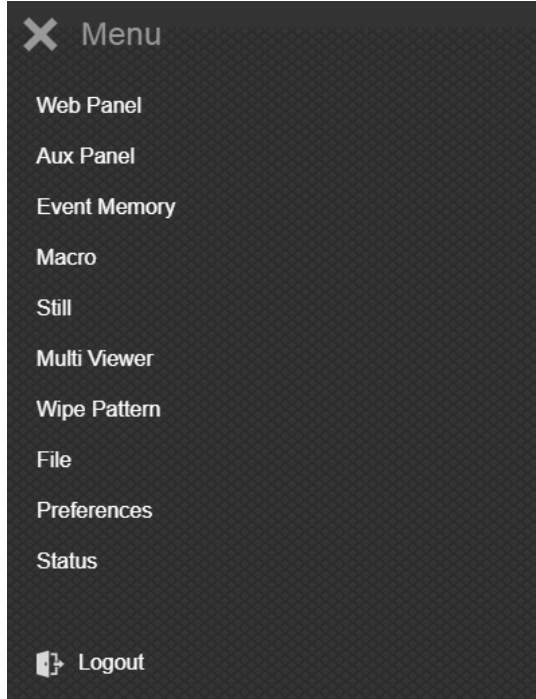 Menu
Web Panel
Aux Panel
Event Memory
Macro
Still
Multi Viewer
Wipe Pattern
File
Preferences
Status
Logout